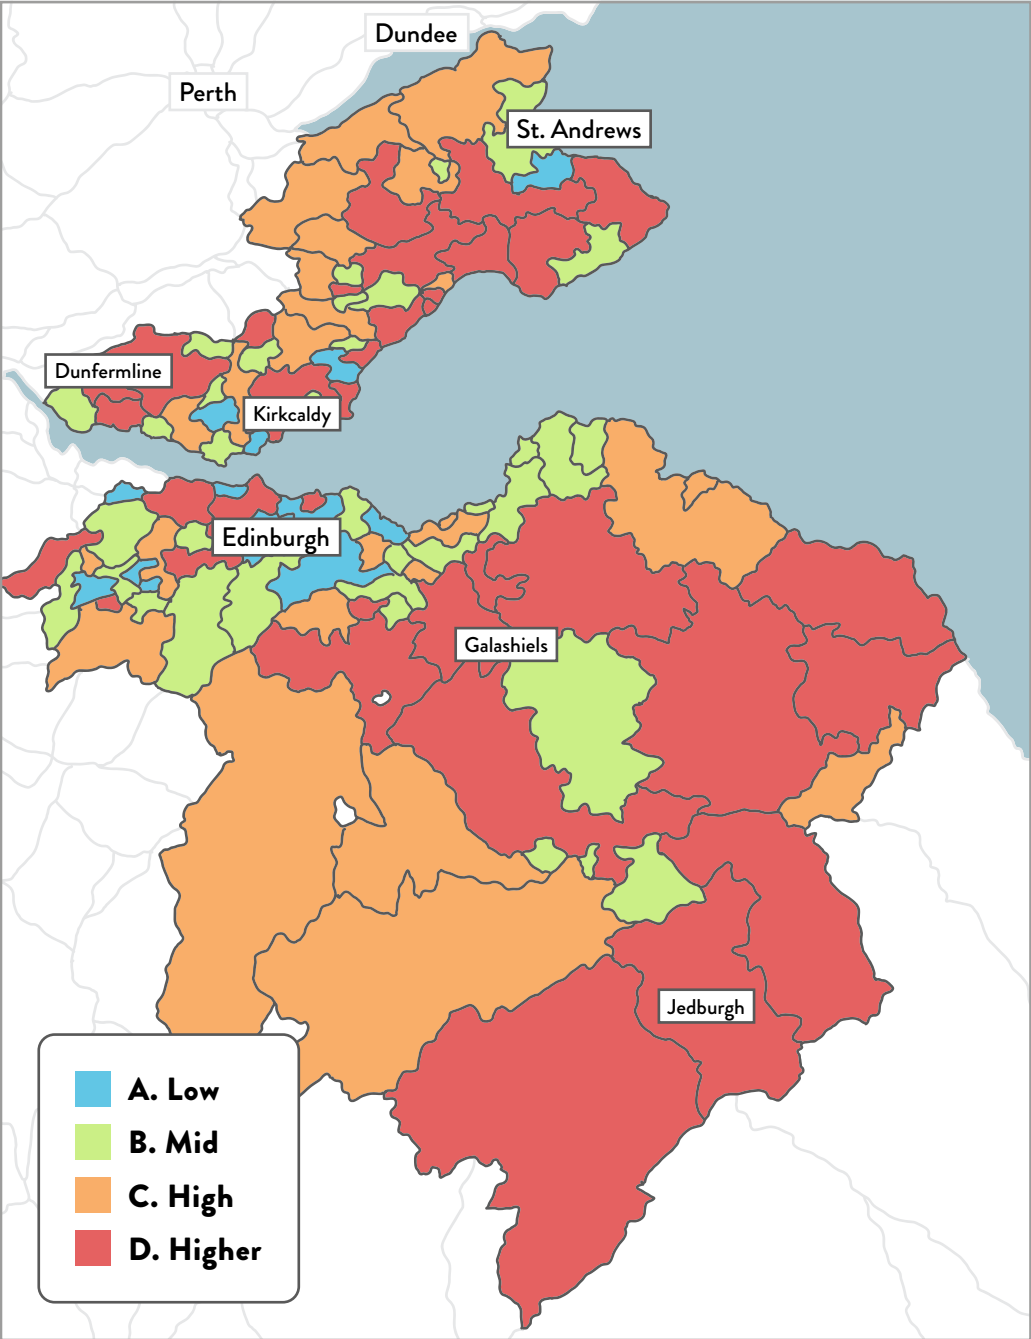 Dundee
Perth
St. Andrews
Dunfermline
Kirkcaldy
Edinburgh
Galashiels
Jedburgh
A. Low
B. Mid
C. High
D. Higher